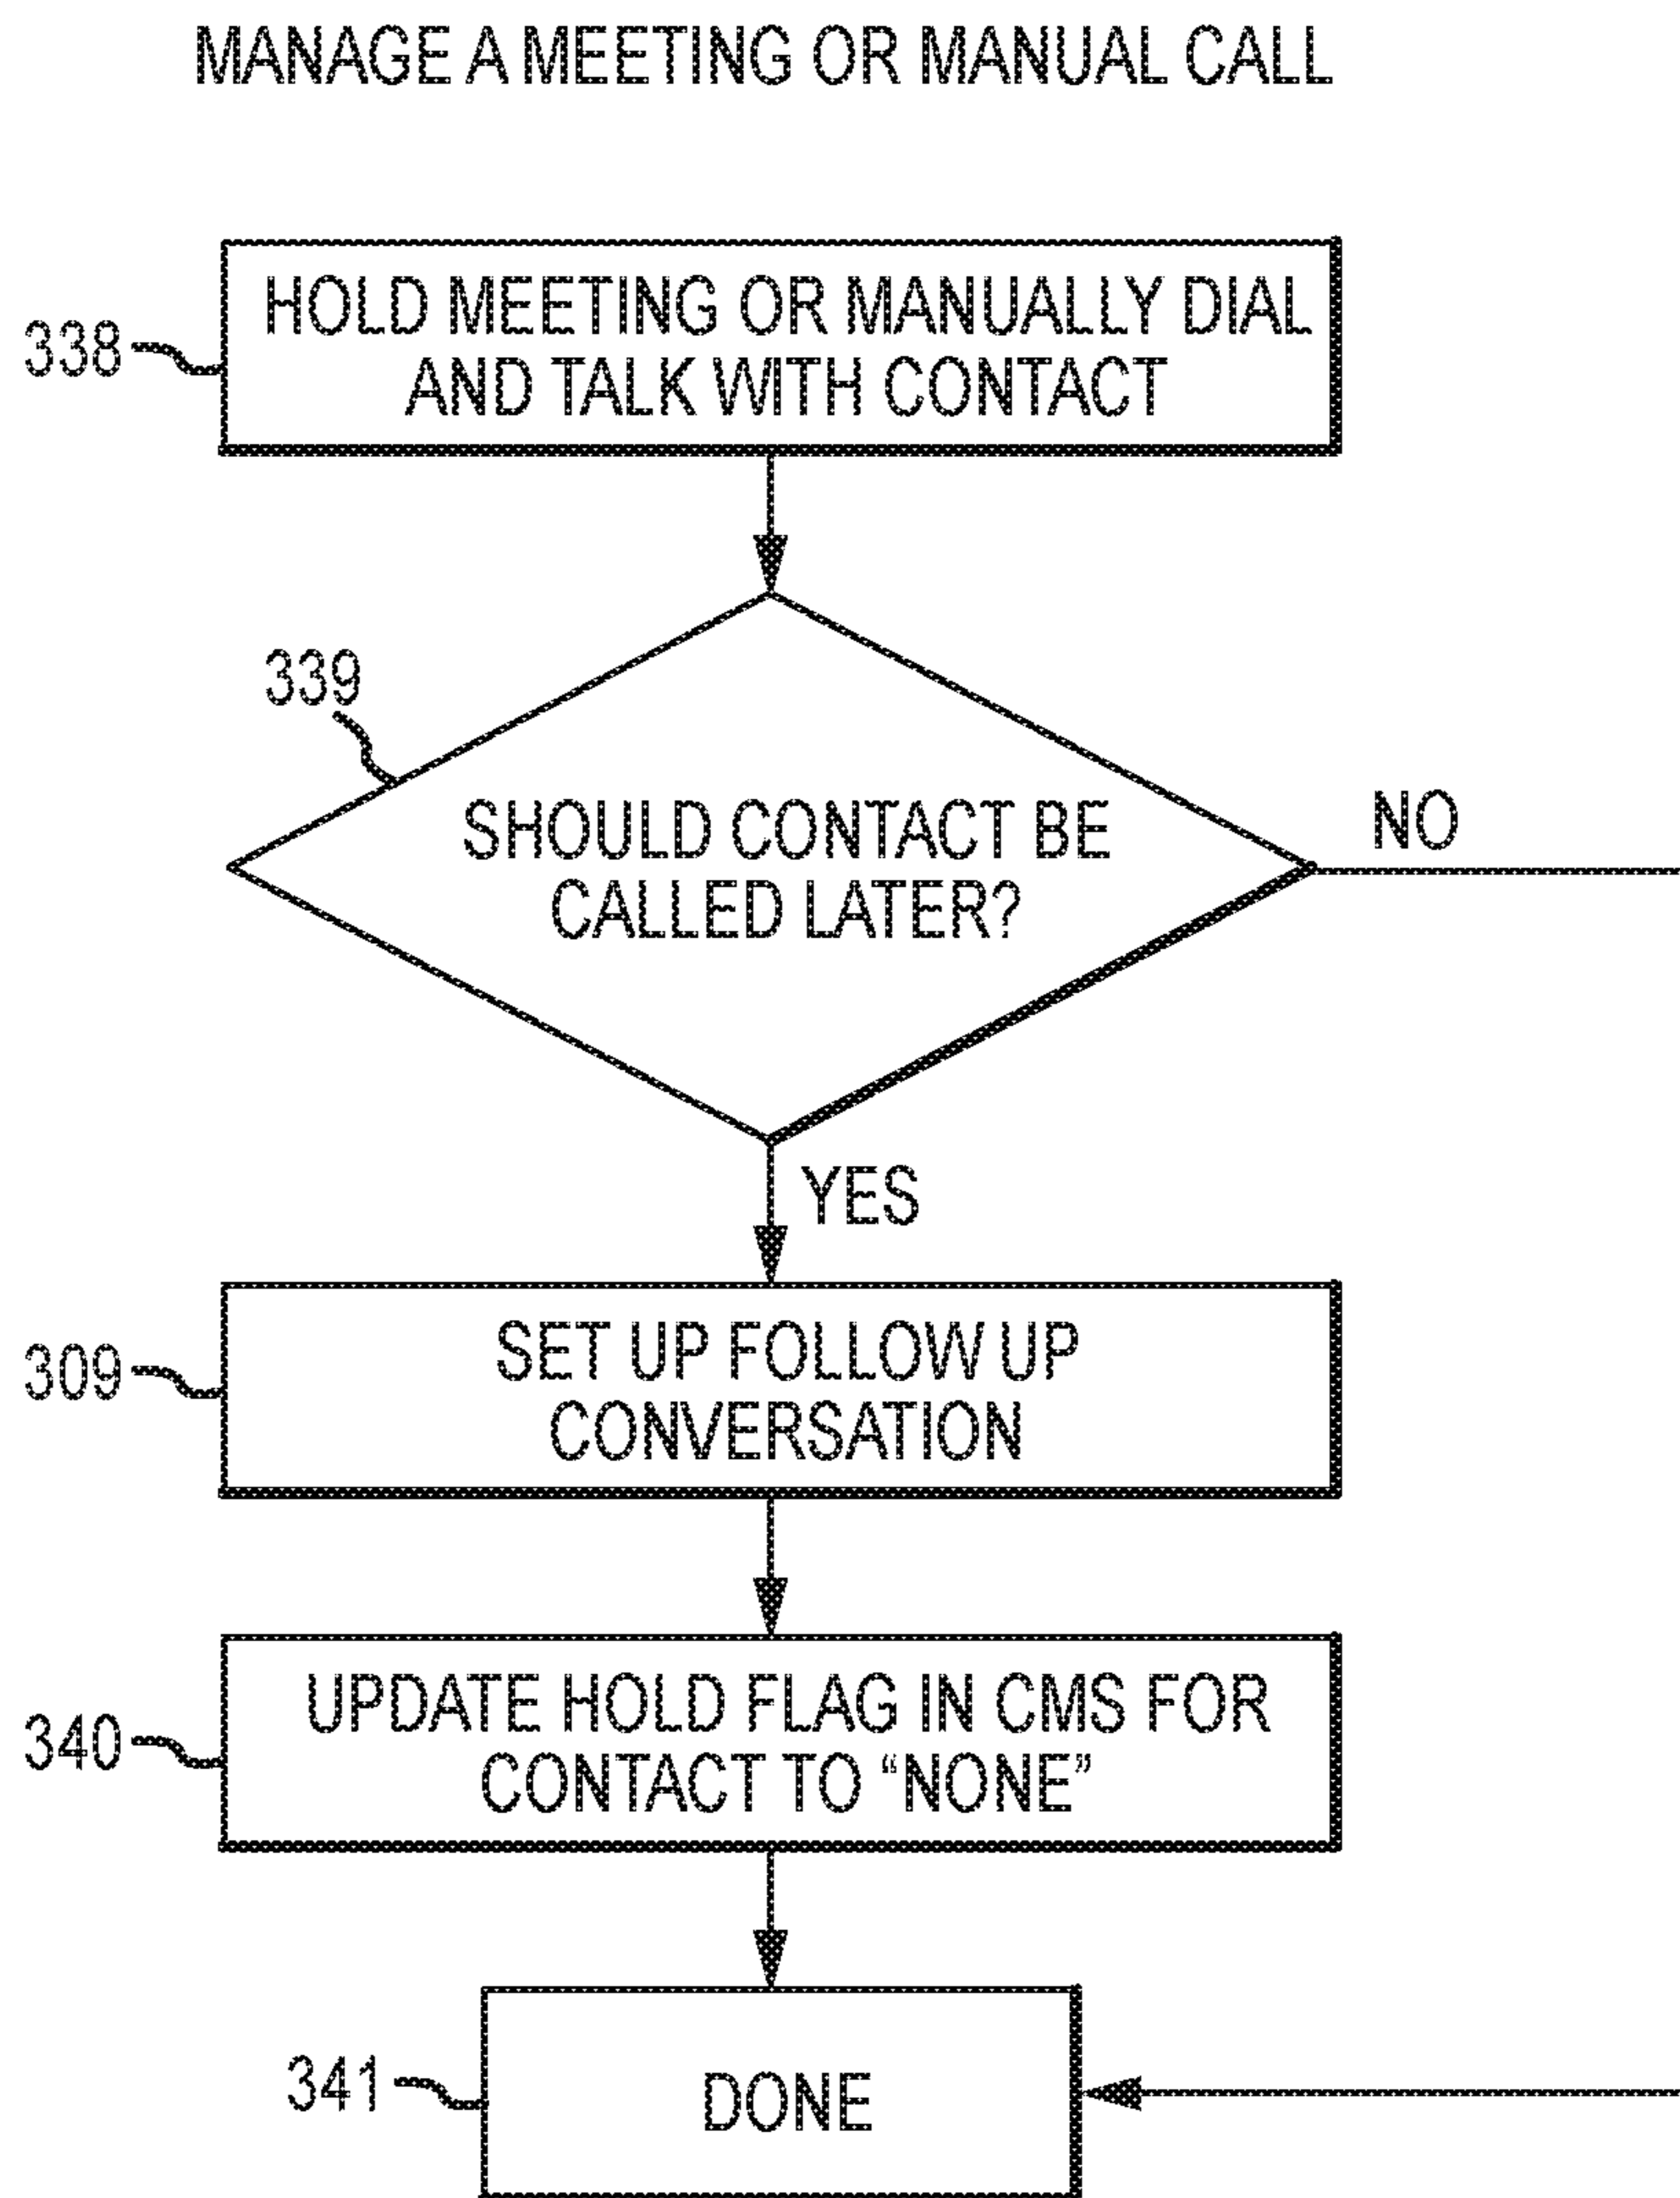 MANAGE A MEETING OR MANUAL CALL
338
HOLD MEETING OR MANUALLY DIAL
AND TALK WITH CONTACT
339
SHOULD CONTACT BE
CALLED LATER?
NO
YES
309
SET UP FOLLOW UP
CONVERSATION
340
UPDATE HOLD FLAG IN CMS FOR
CONTACT TO “NONE”
341
DONE